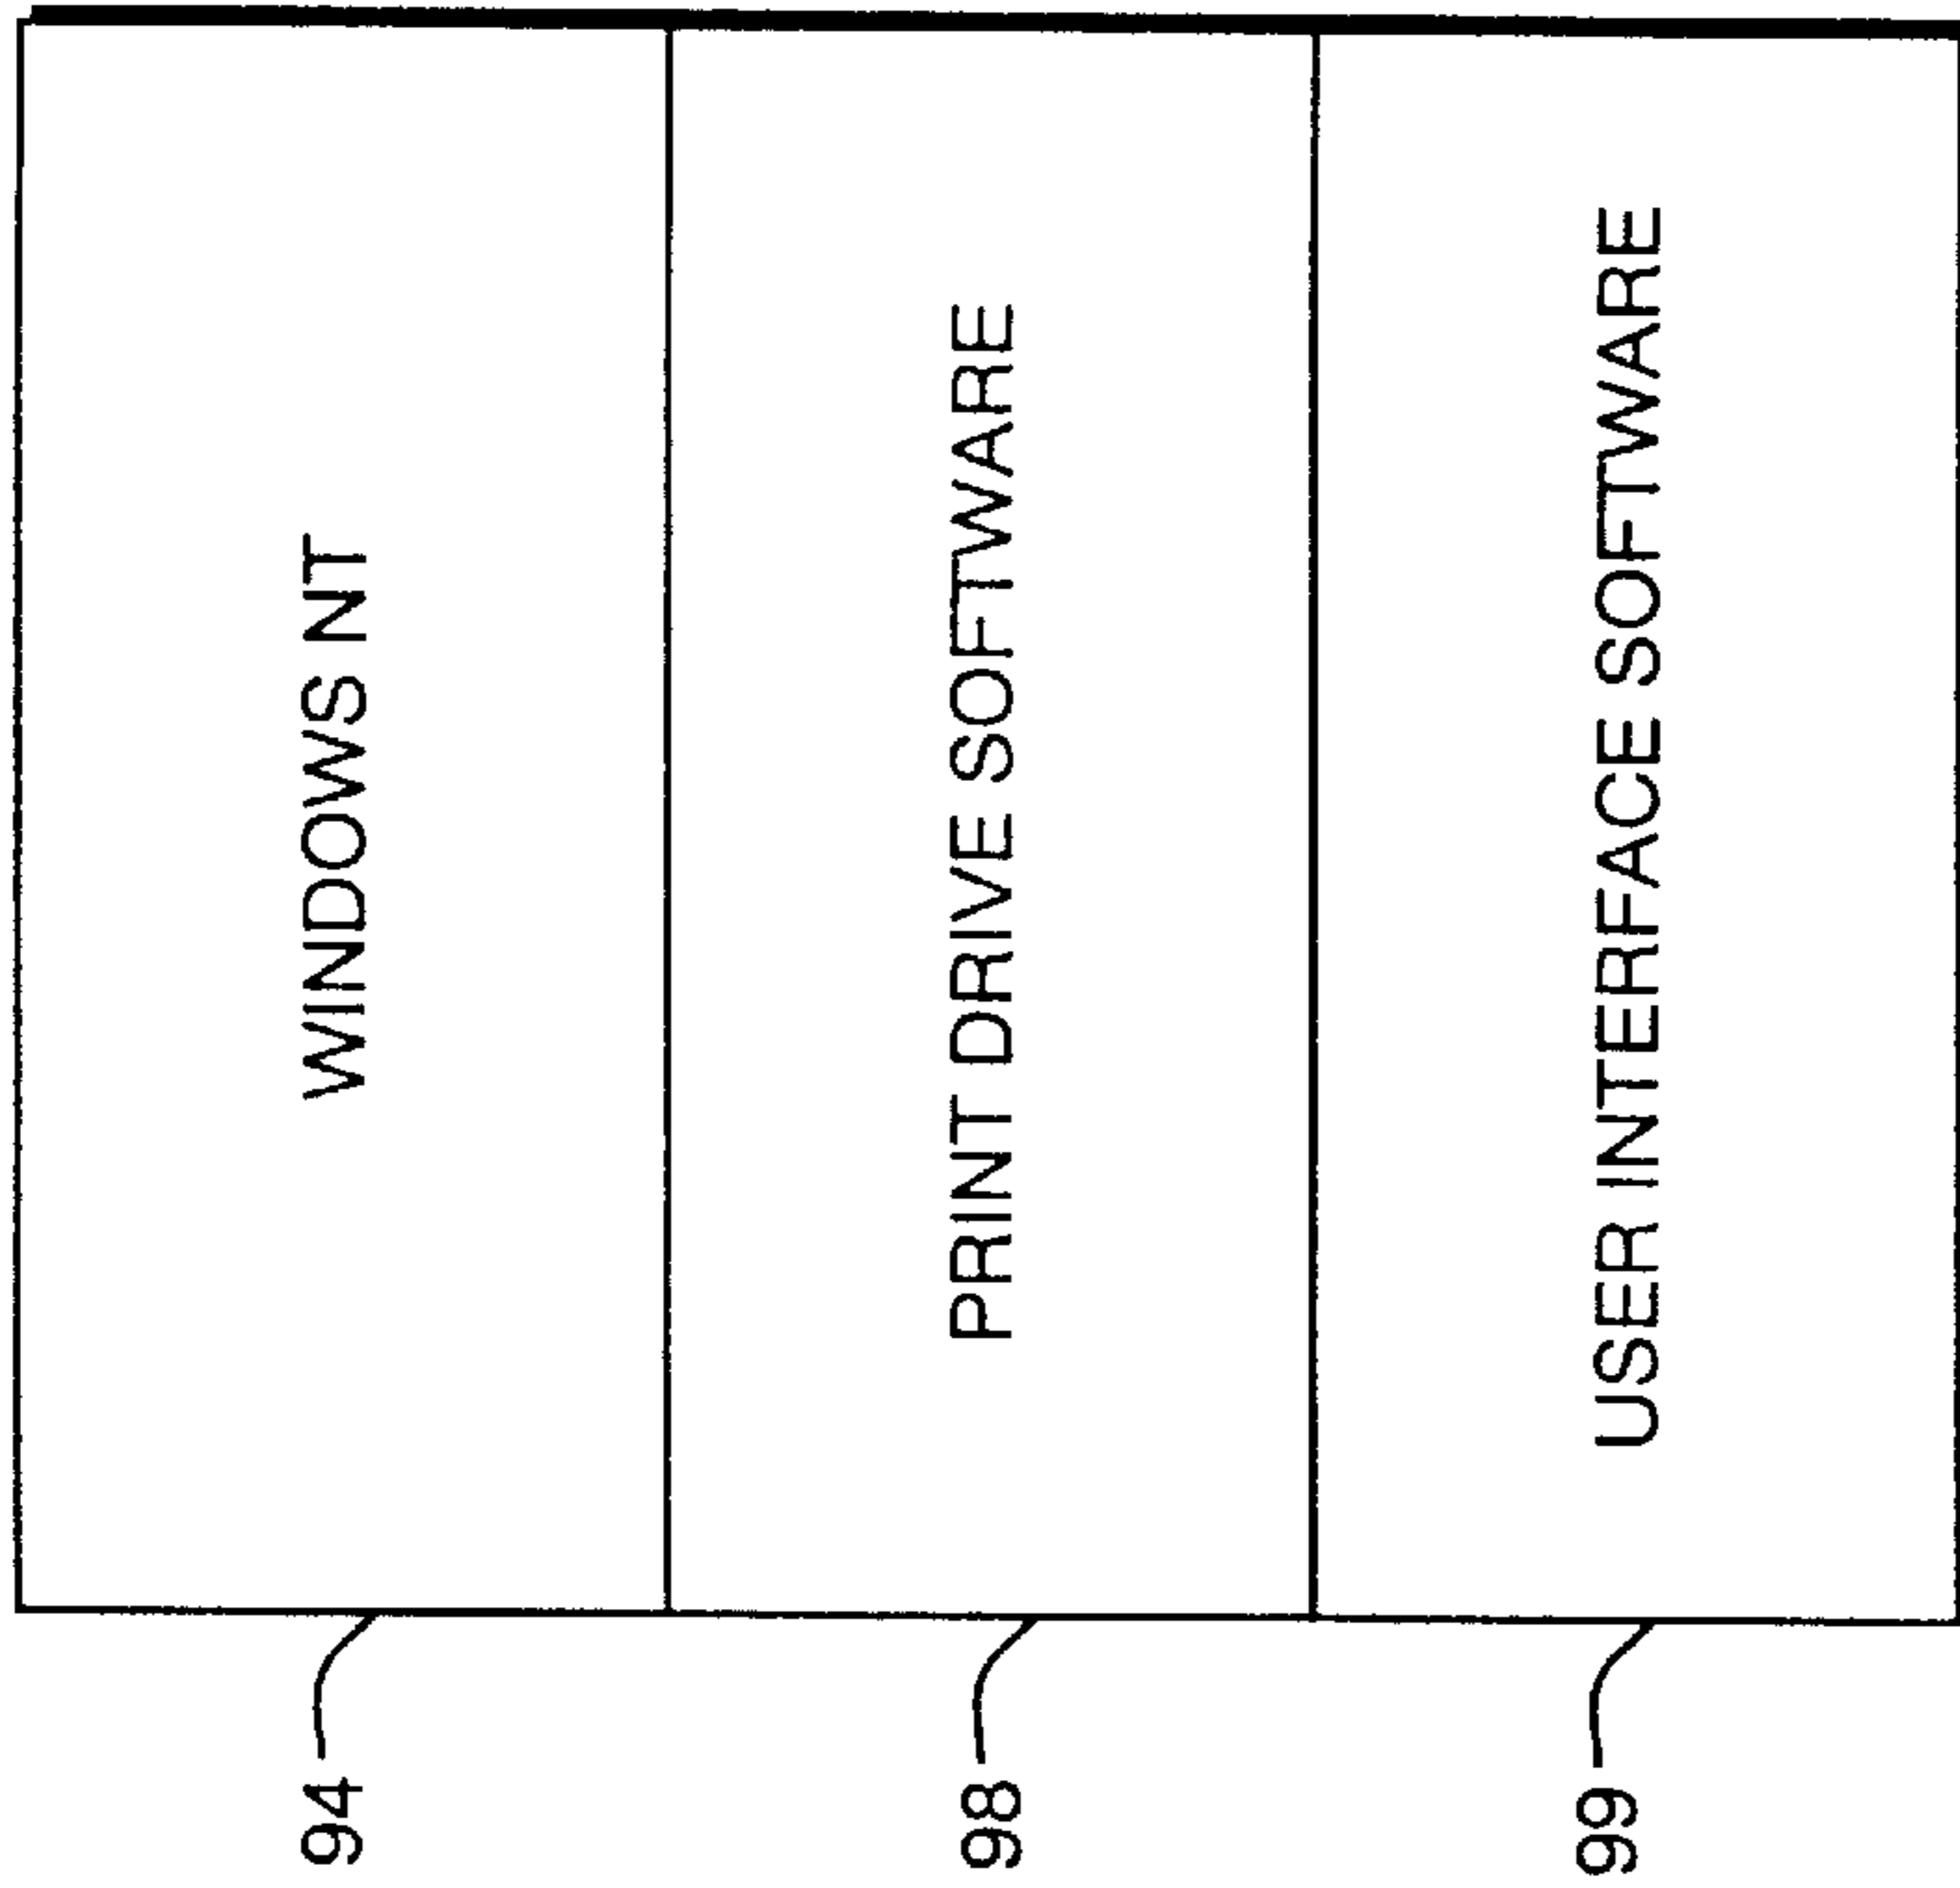 94
WINDOWS NT
98
PRINT DRIVE SOFTWARE
99
USER INTERFACE SOFTWARE